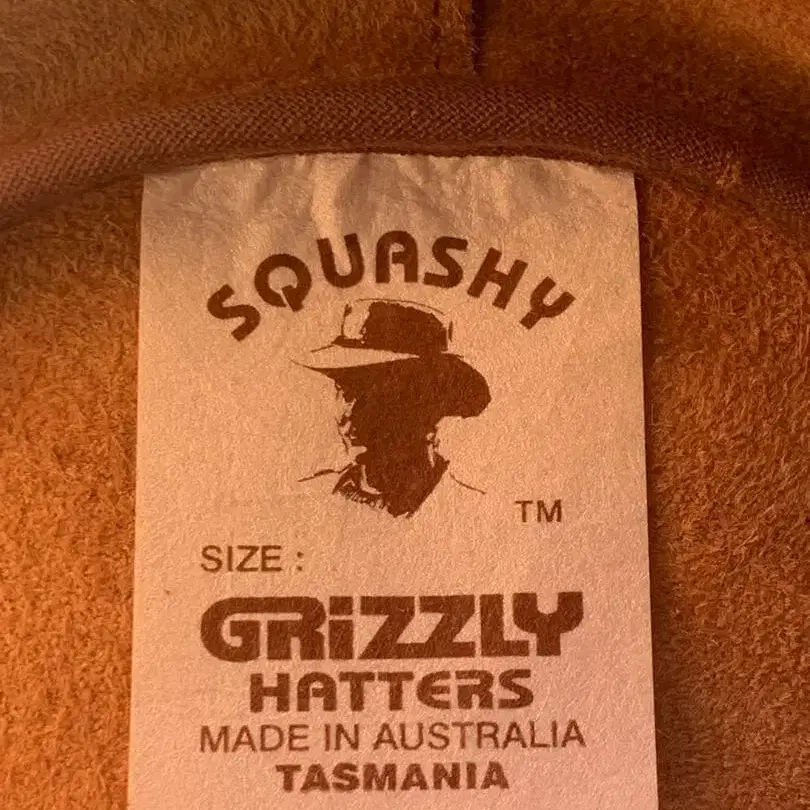 SQUASHY
TM
SIZE :
GRiZZLY
HATTERS
MADE IN AUSTRALIA
TASMANIA